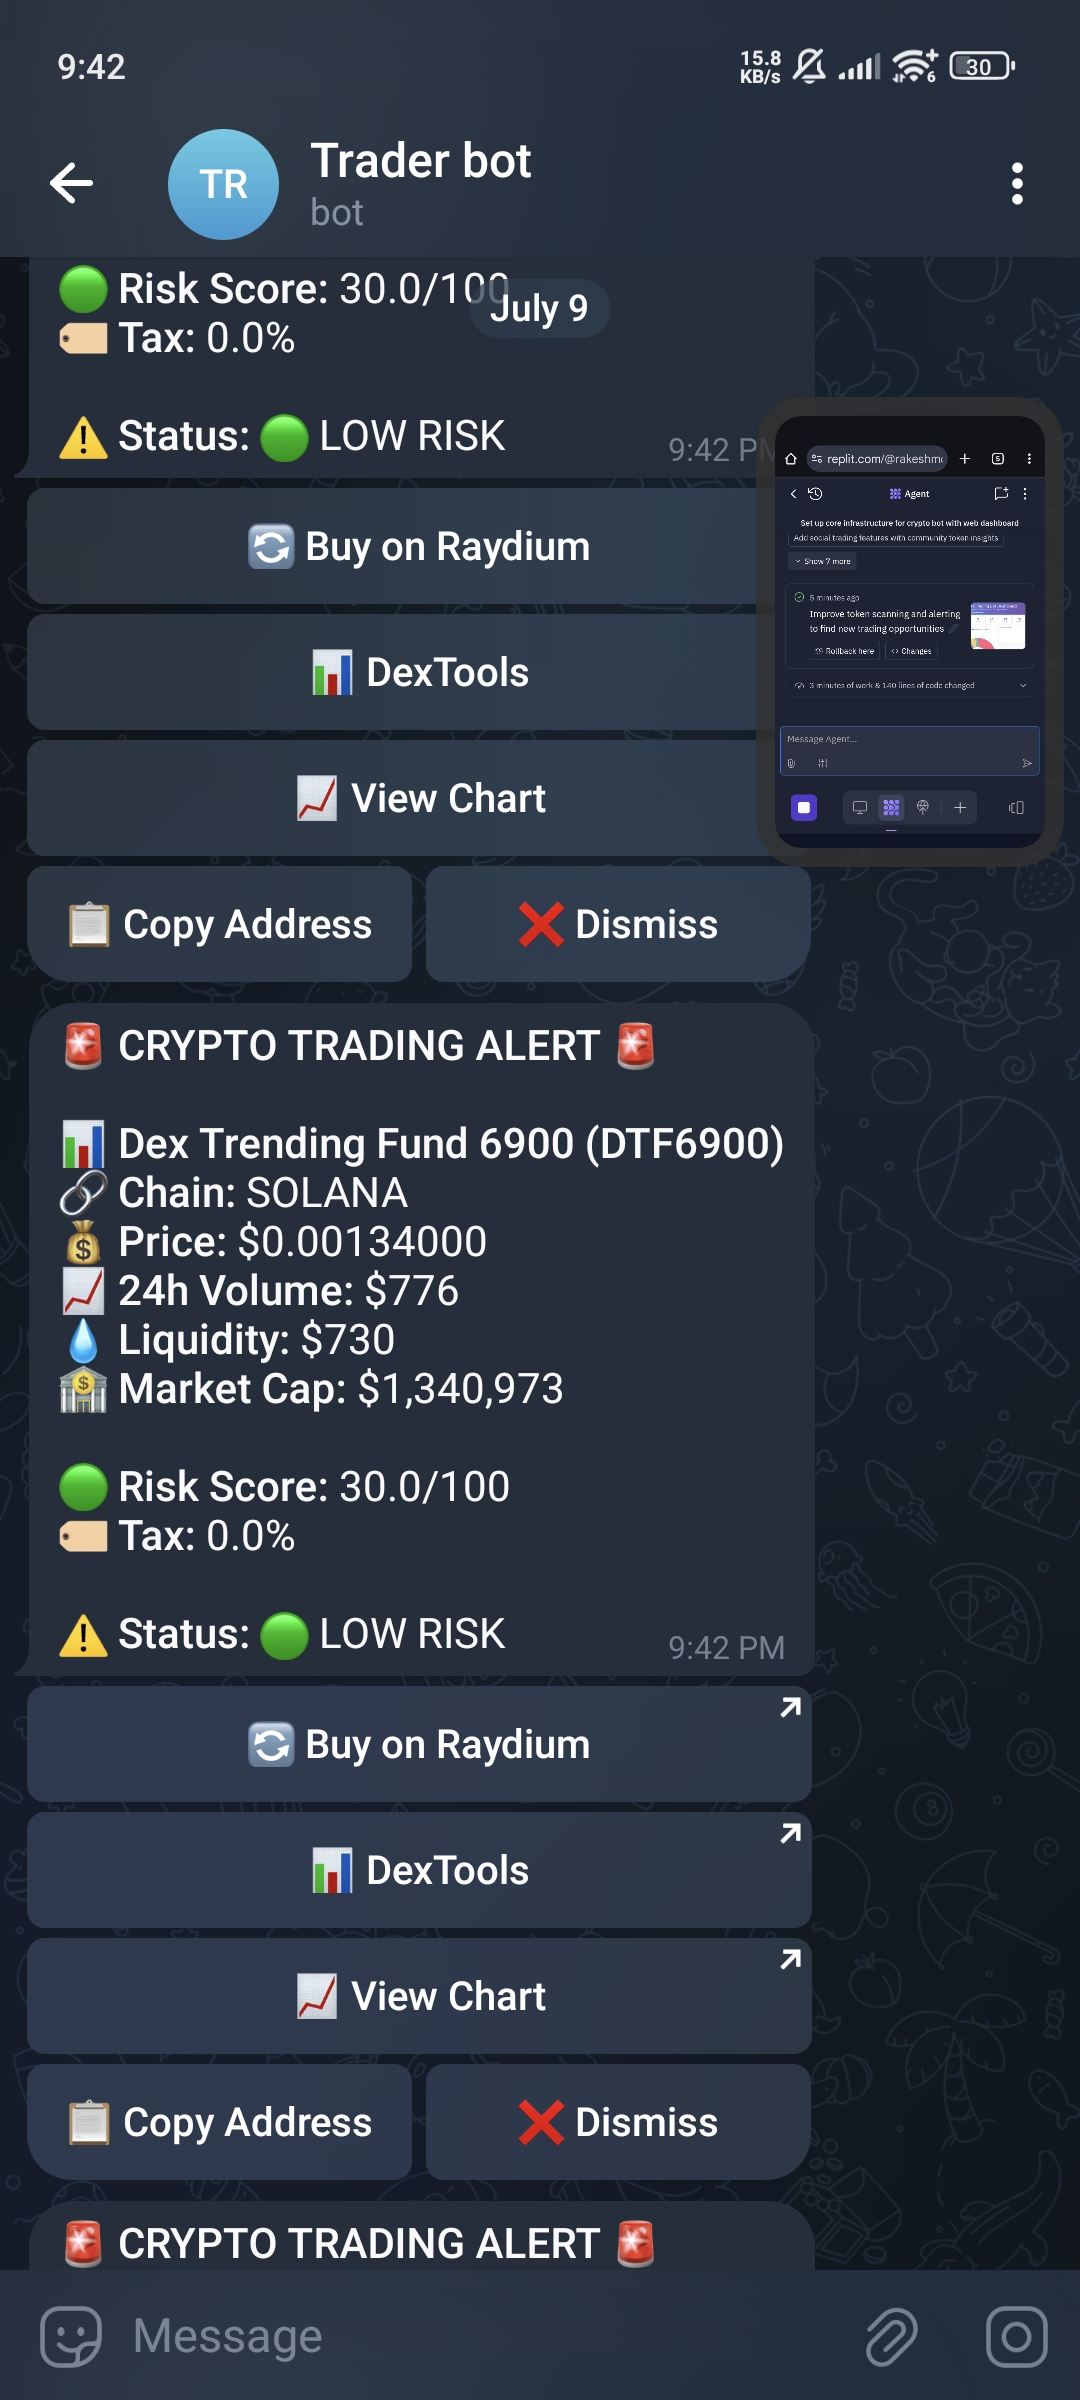 9:42
15.8
KB/s
6
30
TR
Trader bot
bot
Risk Score: 30.0/100
July 9
Tax: 0.0%
Status: LOW RISK
9:42 PM
Buy on Raydium
DexTools
View Chart
Copy Address
Dismiss
replit.com/@rakeshm
5
Agent
Set up core infrastructure for crypto bot with web dashboard
Add social trading features with community token insights
Show 7 more
5 minutes ago
Improve token scanning and alerting
to find new trading opportunities
Rollback here
Changes
3 minutes of work & 140 lines of code changed
Message Agent...
CRYPTO TRADING ALERT
Dex Trending Fund 6900 (DTF6900)
Chain: SOLANA
Price: $0.00134000
24h Volume: $776
Liquidity: $730
Market Cap: $1,340,973
Risk Score: 30.0/100
Tax: 0.0%
Status: LOW RISK
9:42 PM
Buy on Raydium
DexTools
View Chart
Copy Address
Dismiss
CRYPTO TRADING ALERT
Message